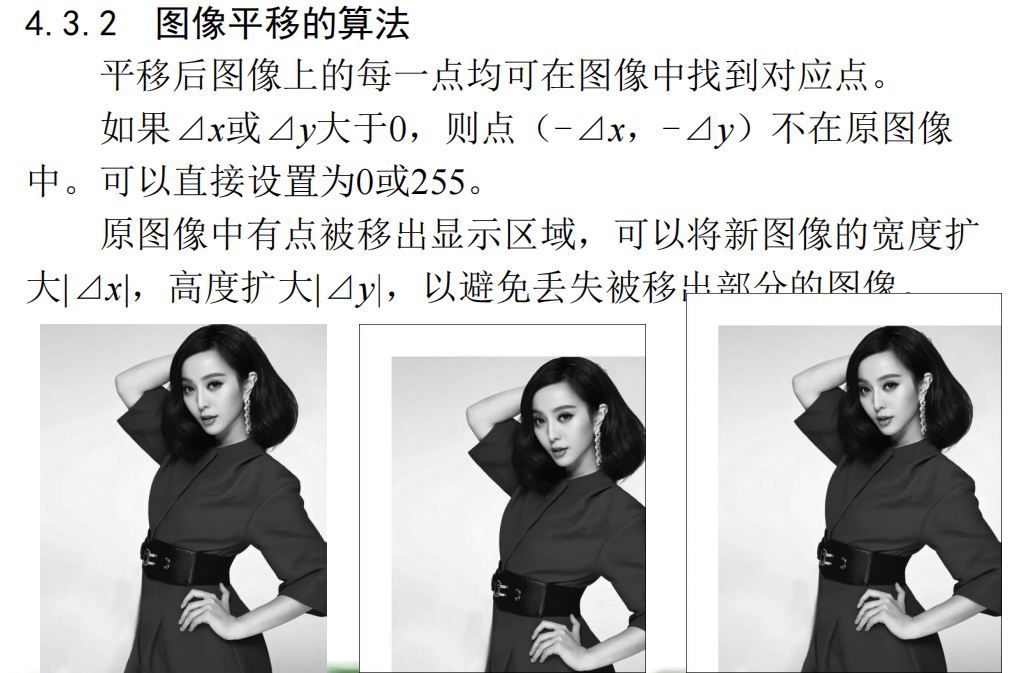 4.3.2 图像平移的算法
平移后图像上的每一点均可在图像中找到对应点。
如果⊿x或⊿y大于0，则点（-⊿x，-⊿y）不在原图像
中。可以直接设置为0或255。
原图像中有点被移出显示区域，可以将新图像的宽度扩
大|⊿x|，高度扩大|⊿y|，以避免丢失被移出部分的图像。